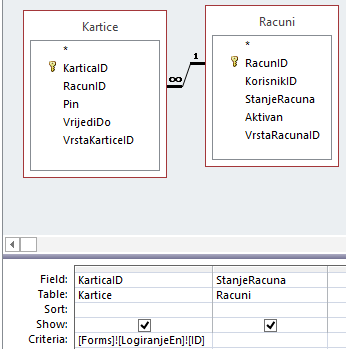 Kartice
*
KarticaID
RacunID
Pin
VrijediDo
VrstaKarticeID
∞
1
Racuni
*
RacunID
KorisnikID
StanjeRacuna
Aktivan
VrstaRacunaID
Field: KarticaID StanjeRacuna
Table: Kartice Racuni
Sort:
Show:
Criteria: [Forms]![LogiranjeEn]![ID]